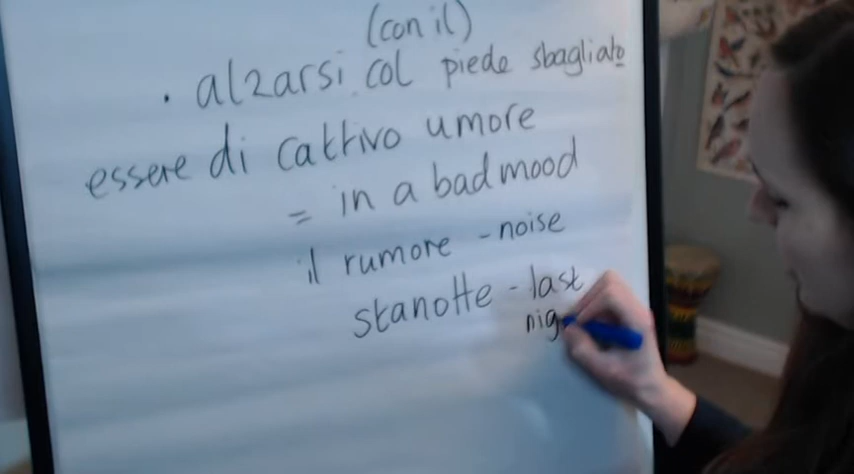 (con il)
. alzarsi col piede sbagliato
essere di cattivo umore
= in a bad mood
il rumore - noise
stanotte - last
nig